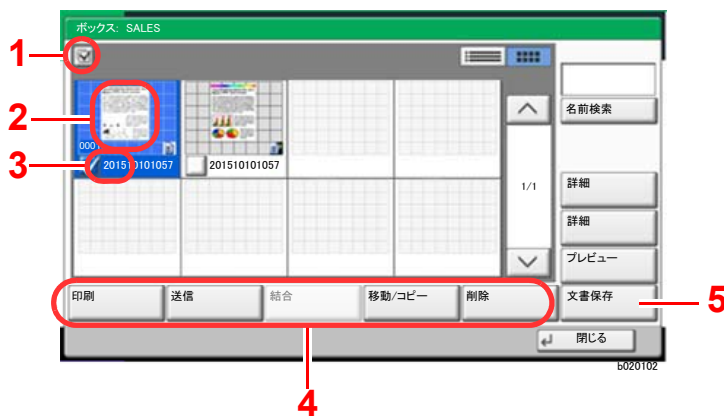 ボックス: SALES
1
2
名前検索
0001
3
201510101057
201510101057
1/1
詳細
詳細
プレビュー
印刷
送信
結合
移動/コピー
削除
文書保存
5
閉じる
b020102
4